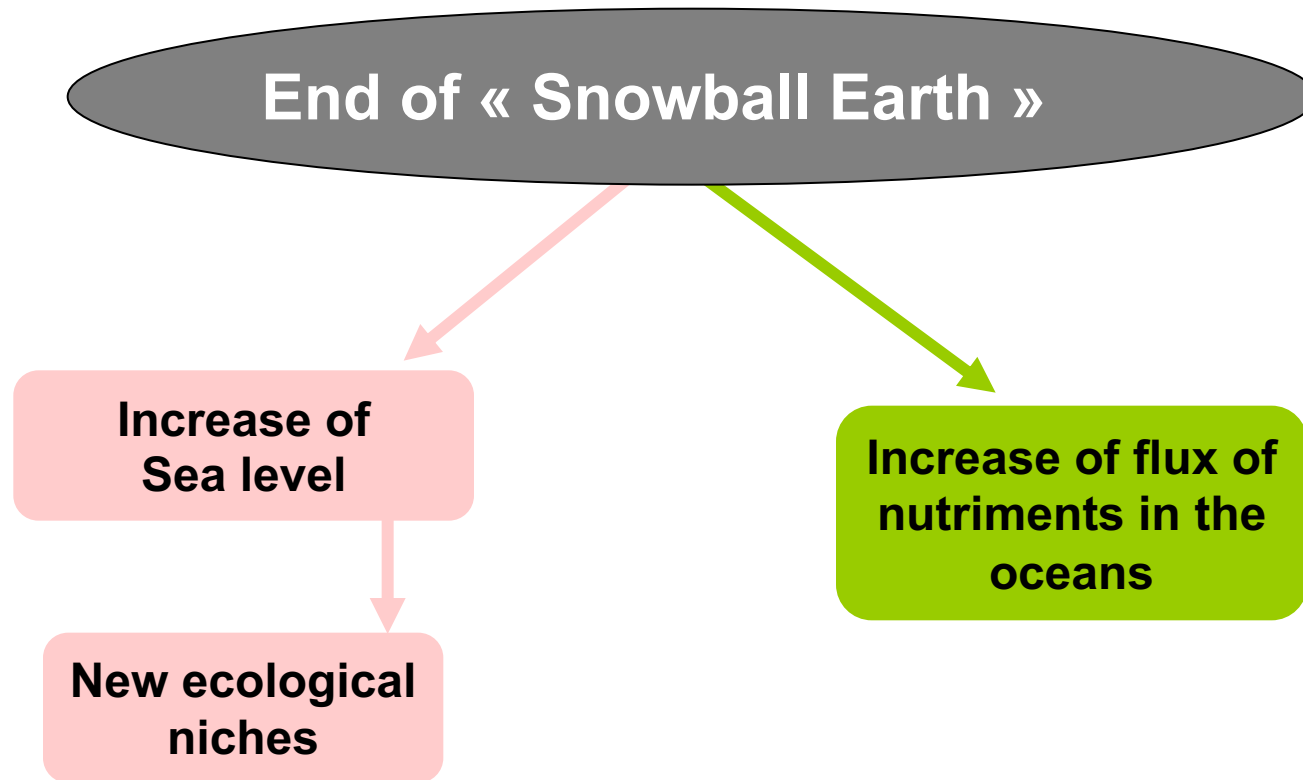 End of « Snowball Earth »
Increase of
Sea level
Increase of flux of
nutriments in the
oceans
New ecological
niches